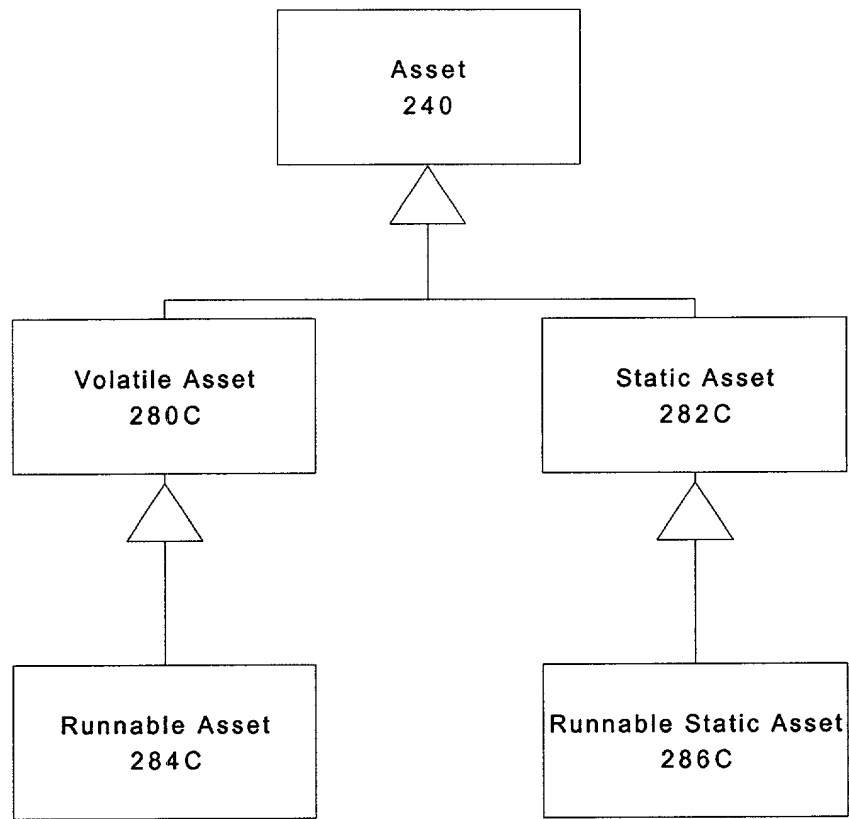 Asset
240
Volatile Asset
280C
Static Asset
282C
Runnable Asset
284C
Runnable Static Asset
286C